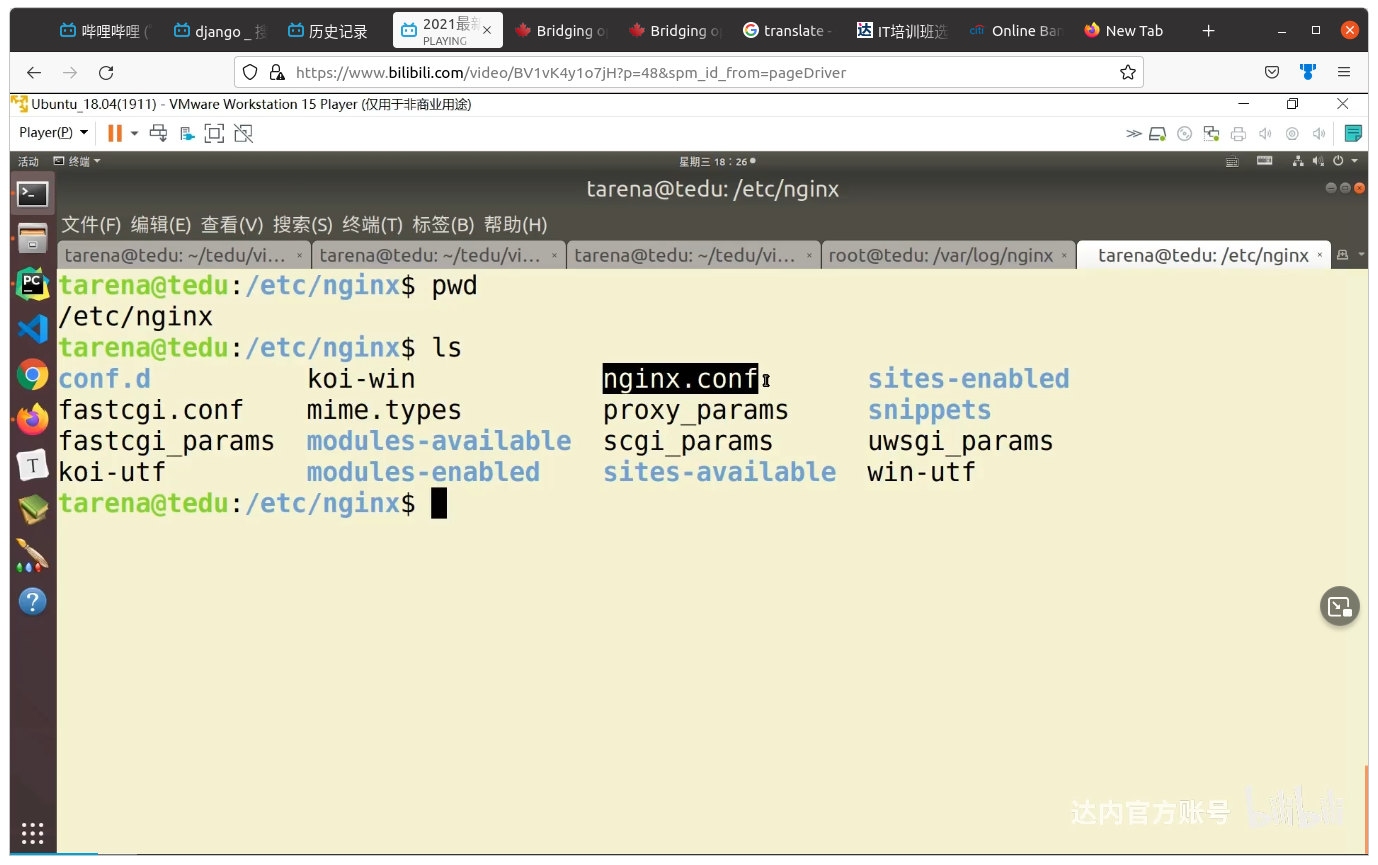 哔哩哔哩 (
django _ 搜
历史记录
2021最新
PLAYING
Bridging o
Bridging o
translate -
IT培训班选
citi
Online Ban
New Tab
https://www.bilibili.com/video/BV1vK4y1o7jH?p=48&spm_id_from=pageDriver
Ubuntu_18.04(1911) - VMware Workstation 15 Player (仅用于非商业用途)
Player(P)
活动 终端 星期三 18：26
tarena@tedu: /etc/nginx
文件(F) 编辑(E) 查看(V) 搜索(S) 终端(T) 标签(B) 帮助(H)
tarena@tedu: ~/tedu/vi... × tarena@tedu: ~/tedu/vi... × tarena@tedu: ~/tedu/vi... × root@tedu: /var/log/nginx × tarena@tedu: /etc/nginx ×
tarena@tedu:/etc/nginx$ pwd
/etc/nginx
tarena@tedu:/etc/nginx$ ls
conf.d koi-win nginx.conf sites-enabled
fastcgi.conf mime.types proxy_params snippets
fastcgi_params modules-available scgi_params uwsgi_params
koi-utf modules-enabled sites-available win-utf
tarena@tedu:/etc/nginx$
PC
T
?
达内官方账号 bilibili